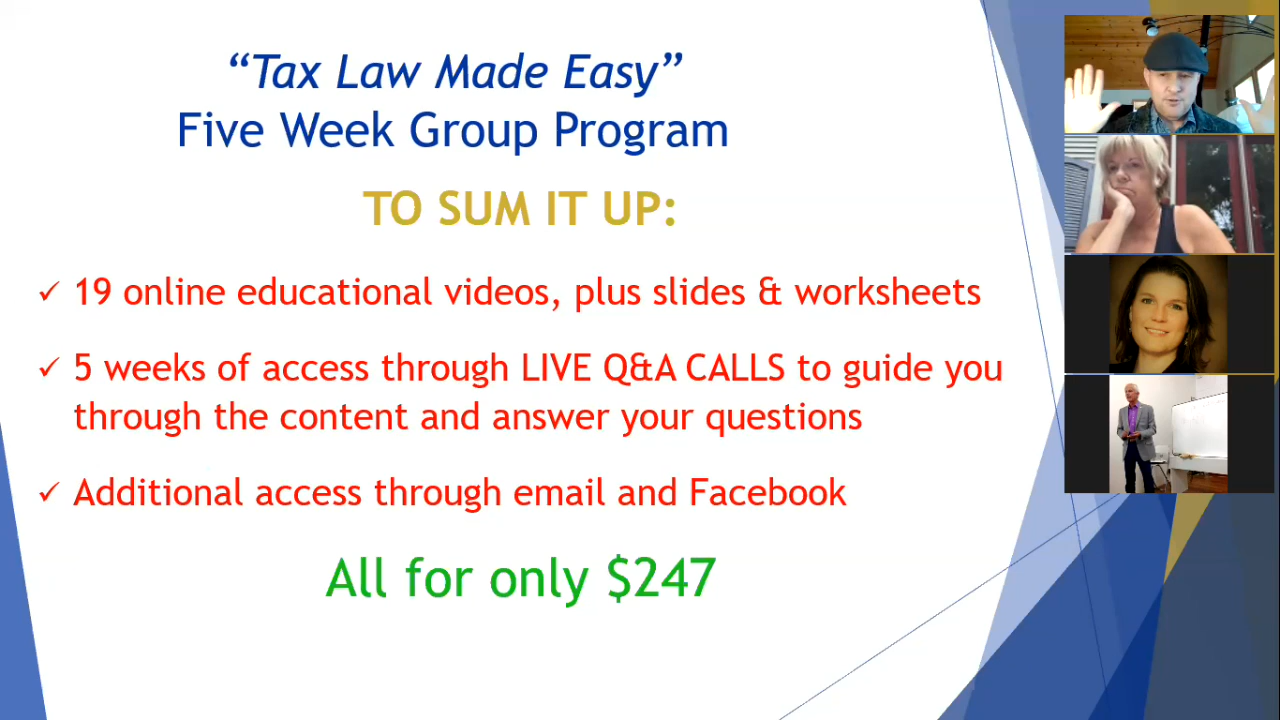 “Tax Law Made Easy”
Five Week Group Program
TO SUM IT UP:
✓ 19 online educational videos, plus slides & worksheets
✓ 5 weeks of access through LIVE Q&A CALLS to guide you
through the content and answer your questions
✓ Additional access through email and Facebook
All for only $247